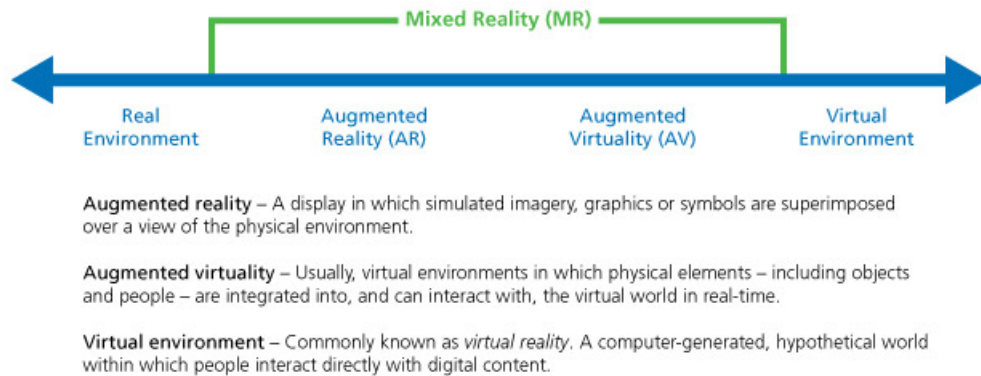 Mixed Reality (MR)
Real Environment
Augmented Reality (AR)
Augmented Virtuality (AV)
Virtual Environment
Augmented reality – A display in which simulated imagery, graphics or symbols are superimposed
over a view of the physical environment.
Augmented virtuality – Usually, virtual environments in which physical elements – including objects
and people – are integrated into, and can interact with, the virtual world in real-time.
Virtual environment – Commonly known as virtual reality. A computer-generated, hypothetical world
within which people interact directly with digital content.